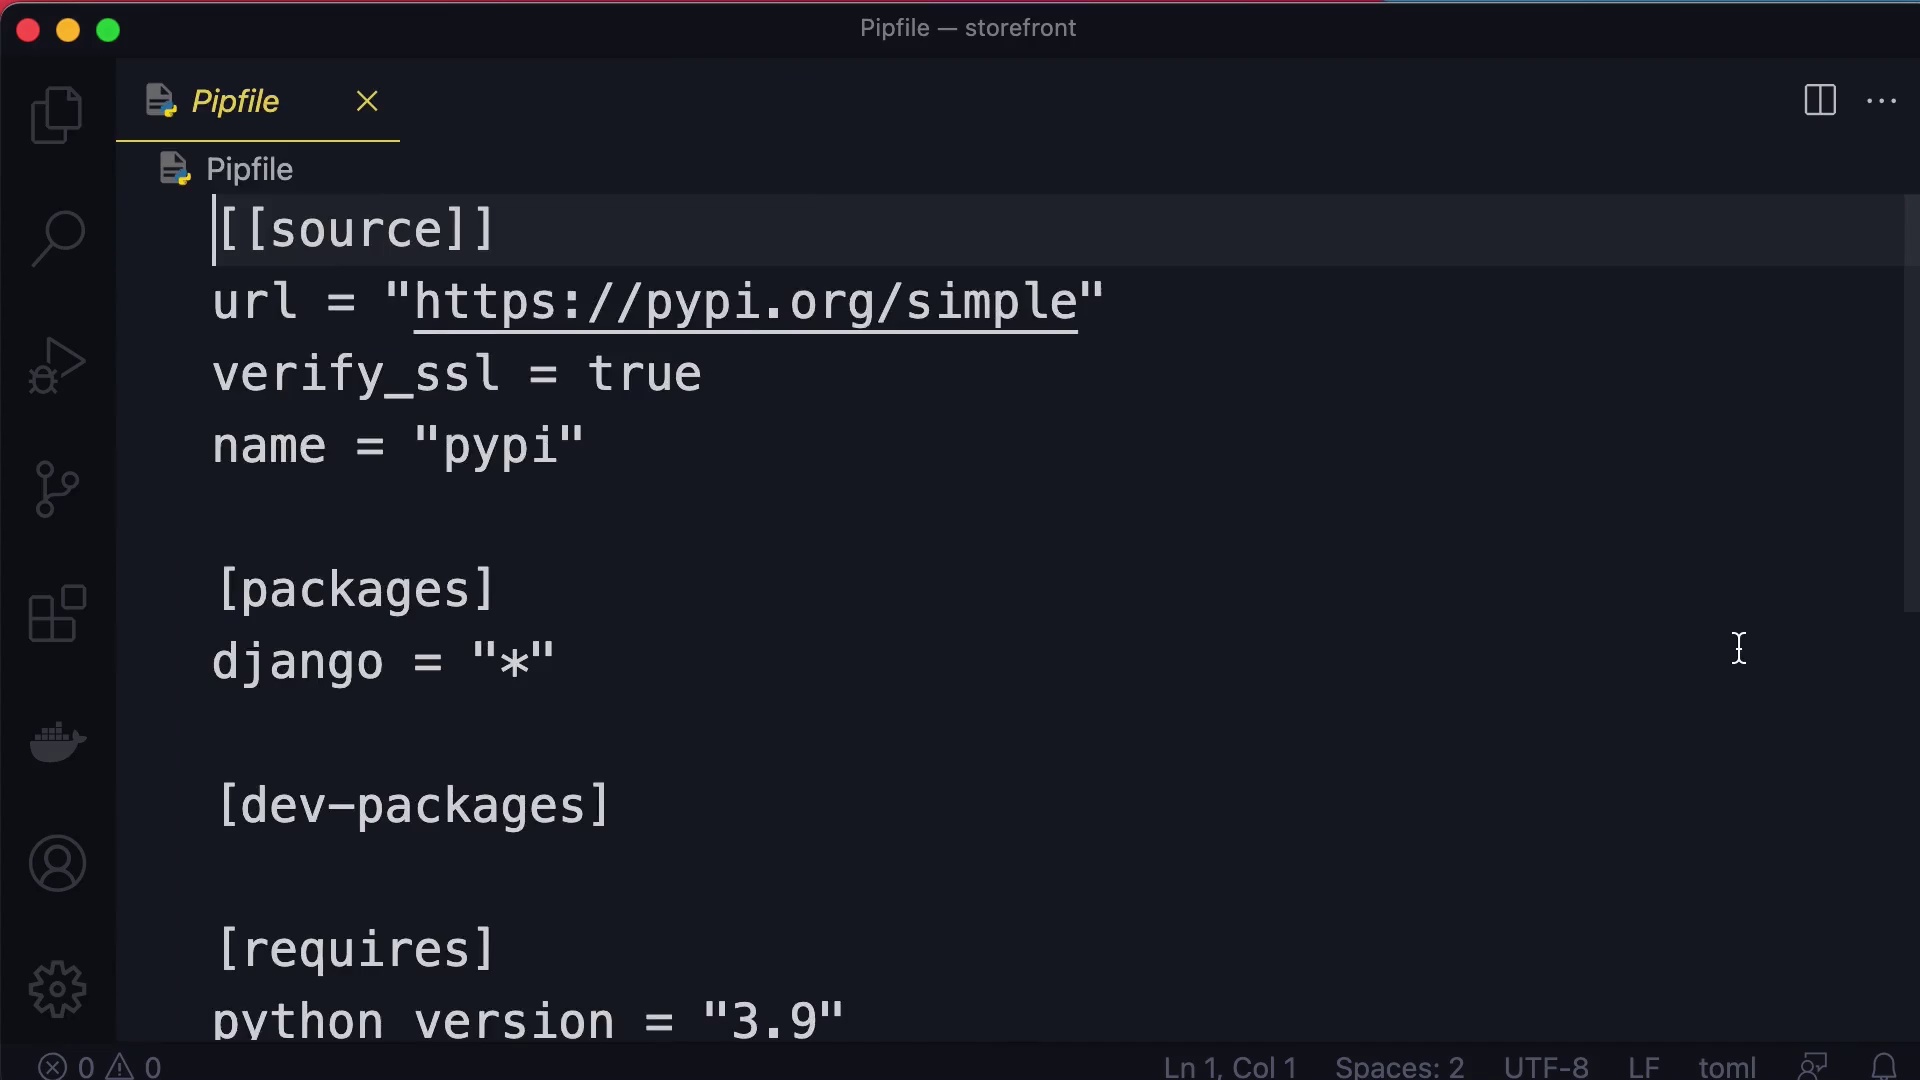 Pipfile — storefront
Pipfile
Pipfile
[[source]]
url = "https://pypi.org/simple"
verify_ssl = true
name = "pypi"
[packages]
django = "*"
[dev-packages]
[requires]
python_version = "3.9"
0 0 Ln 1, Col 1 Spaces: 2 UTF-8 LF toml